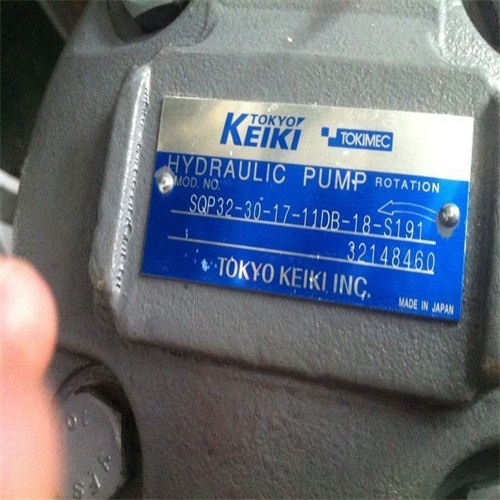 TOKYO
KEIKI TOKIMEC
HYDRAULIC PUMP ROTATION
MOD. NO.
SQP32-30-17-11DB-18-S191
32148460
TOKYO KEIKI INC.
MADE IN JAPAN